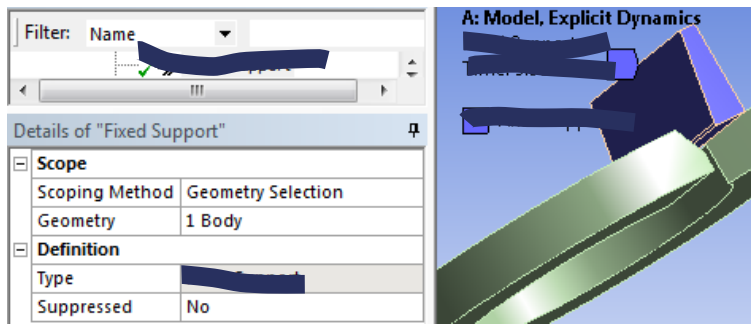 Filter: Name
Details of "Fixed Support"
Scope
Scoping Method Geometry Selection
Geometry 1 Body
Definition
Type
Suppressed No
A: Model, Explicit Dynamics